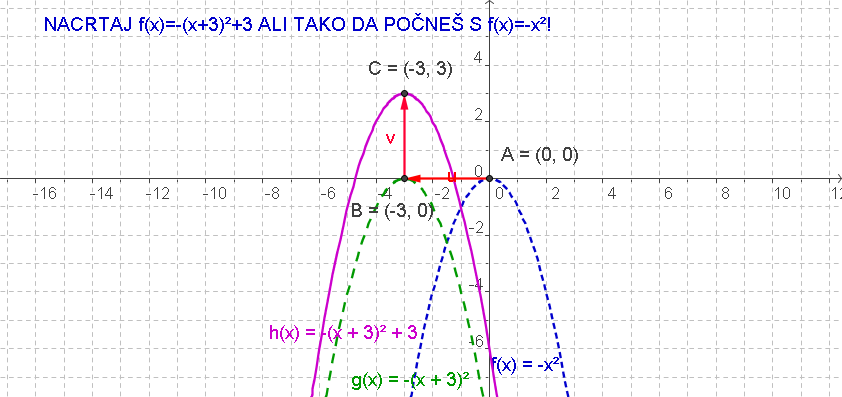 NACRTAJ f(x)=-(x+3)²+3 ALI TAKO DA POČNEŠ S f(x)=-x²!
4
C = (-3, 3)
2
v
A = (0, 0)
0
u
-16 -14 -12 -10 -8 -6 -4 -2 0 2 4 6 8 10 12
B = (-3, 0)
-2
-4
h(x) = -(x + 3)² + 3
-6
f(x) = -x²
g(x) = -(x + 3)²